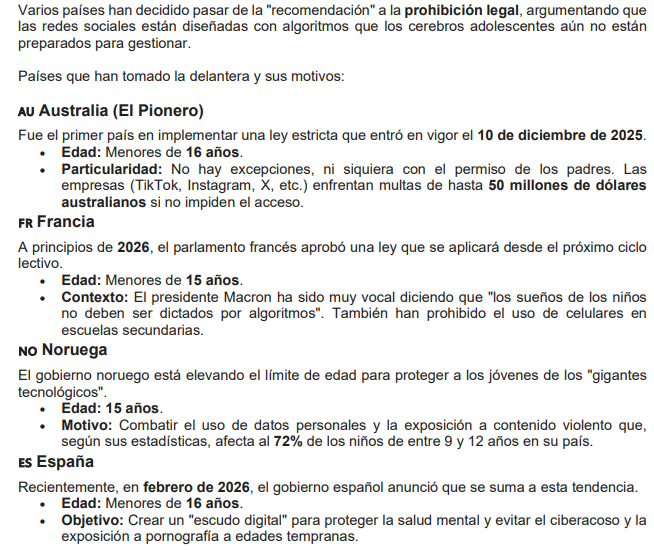 Varios países han decidido pasar de la "recomendación" a la prohibición legal, argumentando que
las redes sociales están diseñadas con algoritmos que los cerebros adolescentes aún no están
preparados para gestionar.
Países que han tomado la delantera y sus motivos:
AU Australia (El Pionero)
Fue el primer país en implementar una ley estricta que entró en vigor el 10 de diciembre de 2025.
• Edad: Menores de 16 años.
• Particularidad: No hay excepciones, ni siquiera con el permiso de los padres. Las
empresas (TikTok, Instagram, X, etc.) enfrentan multas de hasta 50 millones de dólares
australianos si no impiden el acceso.
FR Francia
A principios de 2026, el parlamento francés aprobó una ley que se aplicará desde el próximo ciclo
lectivo.
• Edad: Menores de 15 años.
• Contexto: El presidente Macron ha sido muy vocal diciendo que "los sueños de los niños
no deben ser dictados por algoritmos". También han prohibido el uso de celulares en
escuelas secundarias.
NO Noruega
El gobierno noruego está elevando el límite de edad para proteger a los jóvenes de los "gigantes
tecnológicos".
• Edad: 15 años.
• Motivo: Combatir el uso de datos personales y la exposición a contenido violento que,
según sus estadísticas, afecta al 72% de los niños de entre 9 y 12 años en su país.
ES España
Recientemente, en febrero de 2026, el gobierno español anunció que se suma a esta tendencia.
• Edad: Menores de 16 años.
• Objetivo: Crear un "escudo digital" para proteger la salud mental y evitar el ciberacoso y la
exposición a pornografía a edades tempranas.